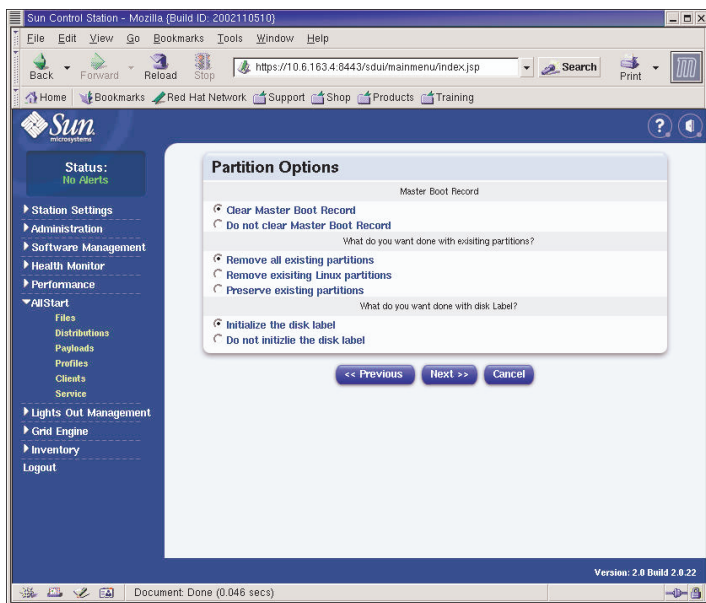 Sun Control Station - Mozilla {Build ID: 2002110510}
File Edit View Go Bookmarks Tools Window Help
Back Forward Reload Stop https://10.6.163.4:8443/sdui/mainmenu/index.jsp Search Print
Home Bookmarks Red Hat Network Support Shop Products Training
Sun
microsystems
Status:
No Alerts
Station Settings
Administration
Software Management
Health Monitor
Performance
AllStart
Files
Distributions
Payloads
Profiles
Clients
Service
Lights Out Management
Grid Engine
Inventory
Logout
Partition Options
Master Boot Record
Clear Master Boot Record
Do not clear Master Boot Record
What do you want done with exisiting partitions?
Remove all existing partitions
Remove exisiting Linux partitions
Preserve existing partitions
What do you want done with disk Label?
Initialize the disk label
Do not initizlie the disk label
<< Previous Next >> Cancel
Version: 2.0 Build 2.0.22
Document: Done (0.046 secs)